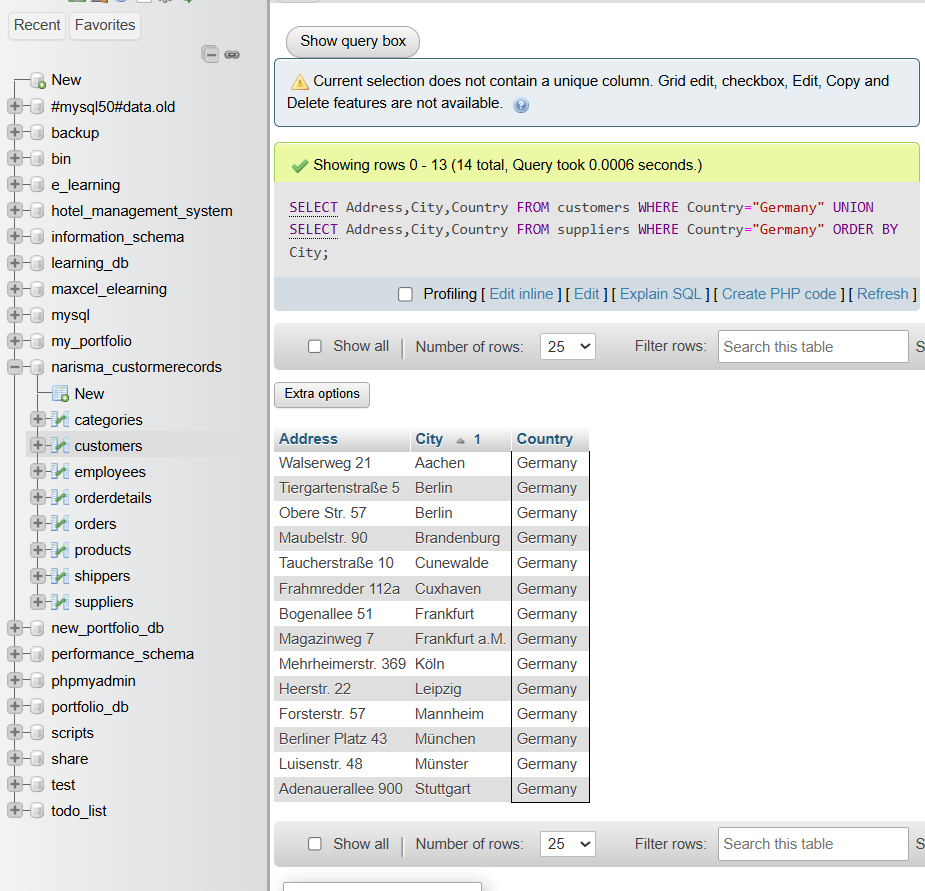 Recent Favorites
New
#mysql50#data.old
backup
bin
e_learning
hotel_management_system
information_schema
learning_db
maxcel_elearning
mysql
my_portfolio
narisma_custormerecords
New
categories
customers
employees
orderdetails
orders
products
shippers
suppliers
new_portfolio_db
performance_schema
phpmyadmin
portfolio_db
scripts
share
test
todo_list
Show query box
Current selection does not contain a unique column. Grid edit, checkbox, Edit, Copy and
Delete features are not available.
Showing rows 0 - 13 (14 total, Query took 0.0006 seconds.)
SELECT Address,City,Country FROM customers WHERE Country="Germany" UNION
SELECT Address,City,Country FROM suppliers WHERE Country="Germany" ORDER BY
City;
Profiling [ Edit inline ] [ Edit ] [ Explain SQL ] [ Create PHP code ] [ Refresh ]
Show all | Number of rows: 25 Filter rows: Search this table S
Extra options
Address City 1 Country
Walserweg 21 Aachen Germany
Tiergartenstraße 5 Berlin Germany
Obere Str. 57 Berlin Germany
Maubelstr. 90 Brandenburg Germany
Taucherstraße 10 Cunewalde Germany
Frahmredder 112a Cuxhaven Germany
Bogenallee 51 Frankfurt Germany
Magazinweg 7 Frankfurt a.M. Germany
Mehrheimerstr. 369 Köln Germany
Heerstr. 22 Leipzig Germany
Forsterstr. 57 Mannheim Germany
Berliner Platz 43 München Germany
Luisenstr. 48 Münster Germany
Adenauerallee 900 Stuttgart Germany
Show all | Number of rows: 25 Filter rows: Search this table S